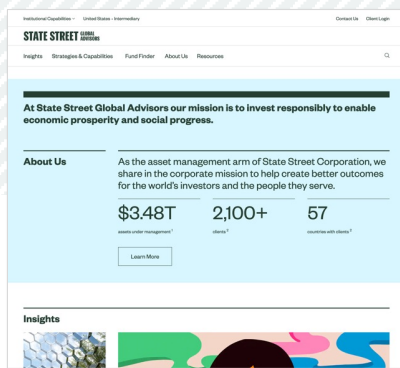 Institutional Capabilities United States - Intermediary Contact Us Client Login
STATE STREET GLOBAL ADVISORS
Insights Strategies & Capabilities Fund Finder About Us Resources
At State Street Global Advisors our mission is to invest responsibly to enable
economic prosperity and social progress.
About Us
As the asset management arm of State Street Corporation, we
share in the corporate mission to help create better outcomes
for the world's investors and the people they serve.
$3.48T 2,100+ 57
assets under management¹ clients² countries with clients²
Learn More
Insights